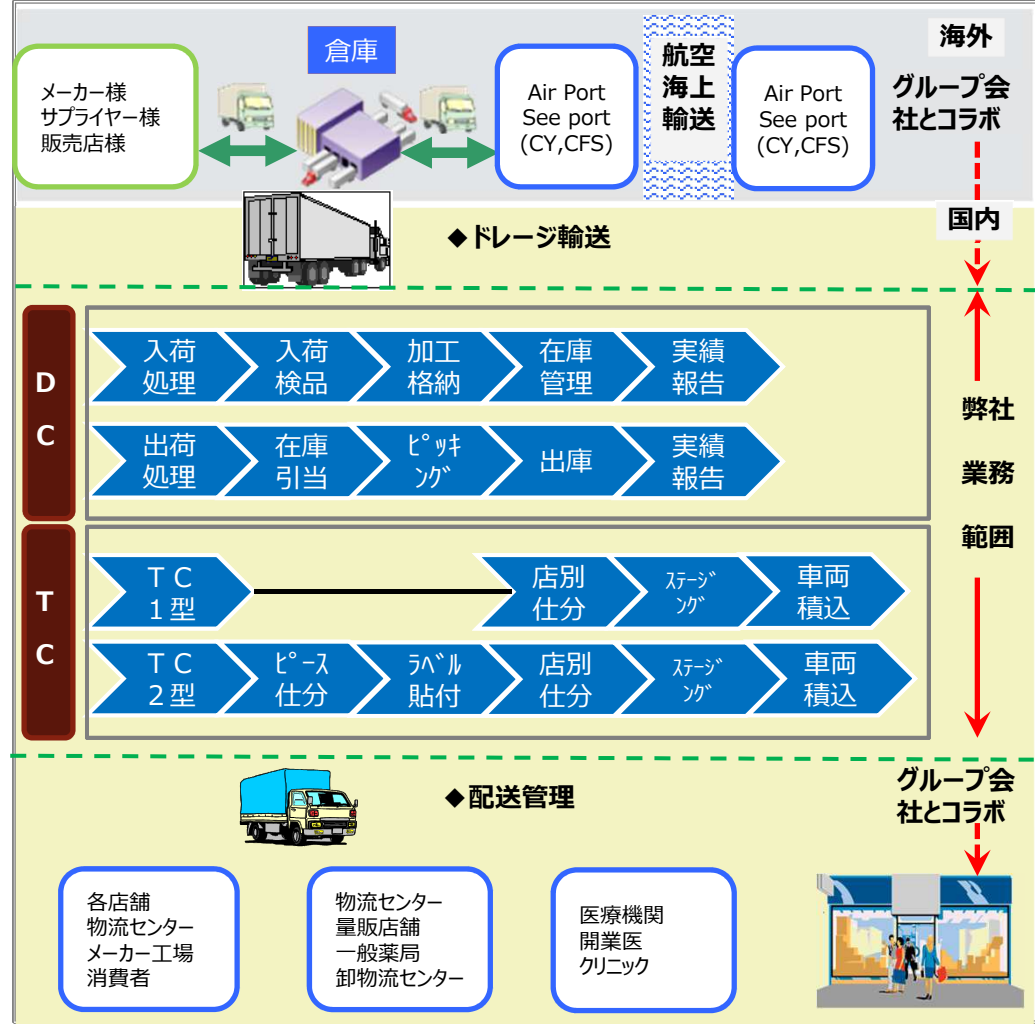 メーカー様
サプライヤー様
販売店様
倉庫
Air Port
See port
(CY,CFS)
航空
海上
輸送
Air Port
See port
(CY,CFS)
海外
グループ会
社とコラボ
国内
◆ドレージ輸送
D
C
入荷
処理
入荷
検品
加工
格納
在庫
管理
実績
報告
出荷
処理
在庫
引当
ﾋﾟｯｷ
ﾝｸﾞ
出庫
実績
報告
弊社
業務
範囲
T
C
ＴＣ
１型
店別
仕分
ｽﾃｰｼﾞ
ﾝｸﾞ
車両
積込
ＴＣ
２型
ﾋﾟｰｽ
仕分
ﾗﾍﾞﾙ
貼付
店別
仕分
ｽﾃｰｼﾞ
ﾝｸﾞ
車両
積込
◆配送管理
グループ会
社とコラボ
各店舗
物流センター
メーカー工場
消費者
物流センター
量販店舗
一般薬局
卸物流センター
医療機関
開業医
クリニック